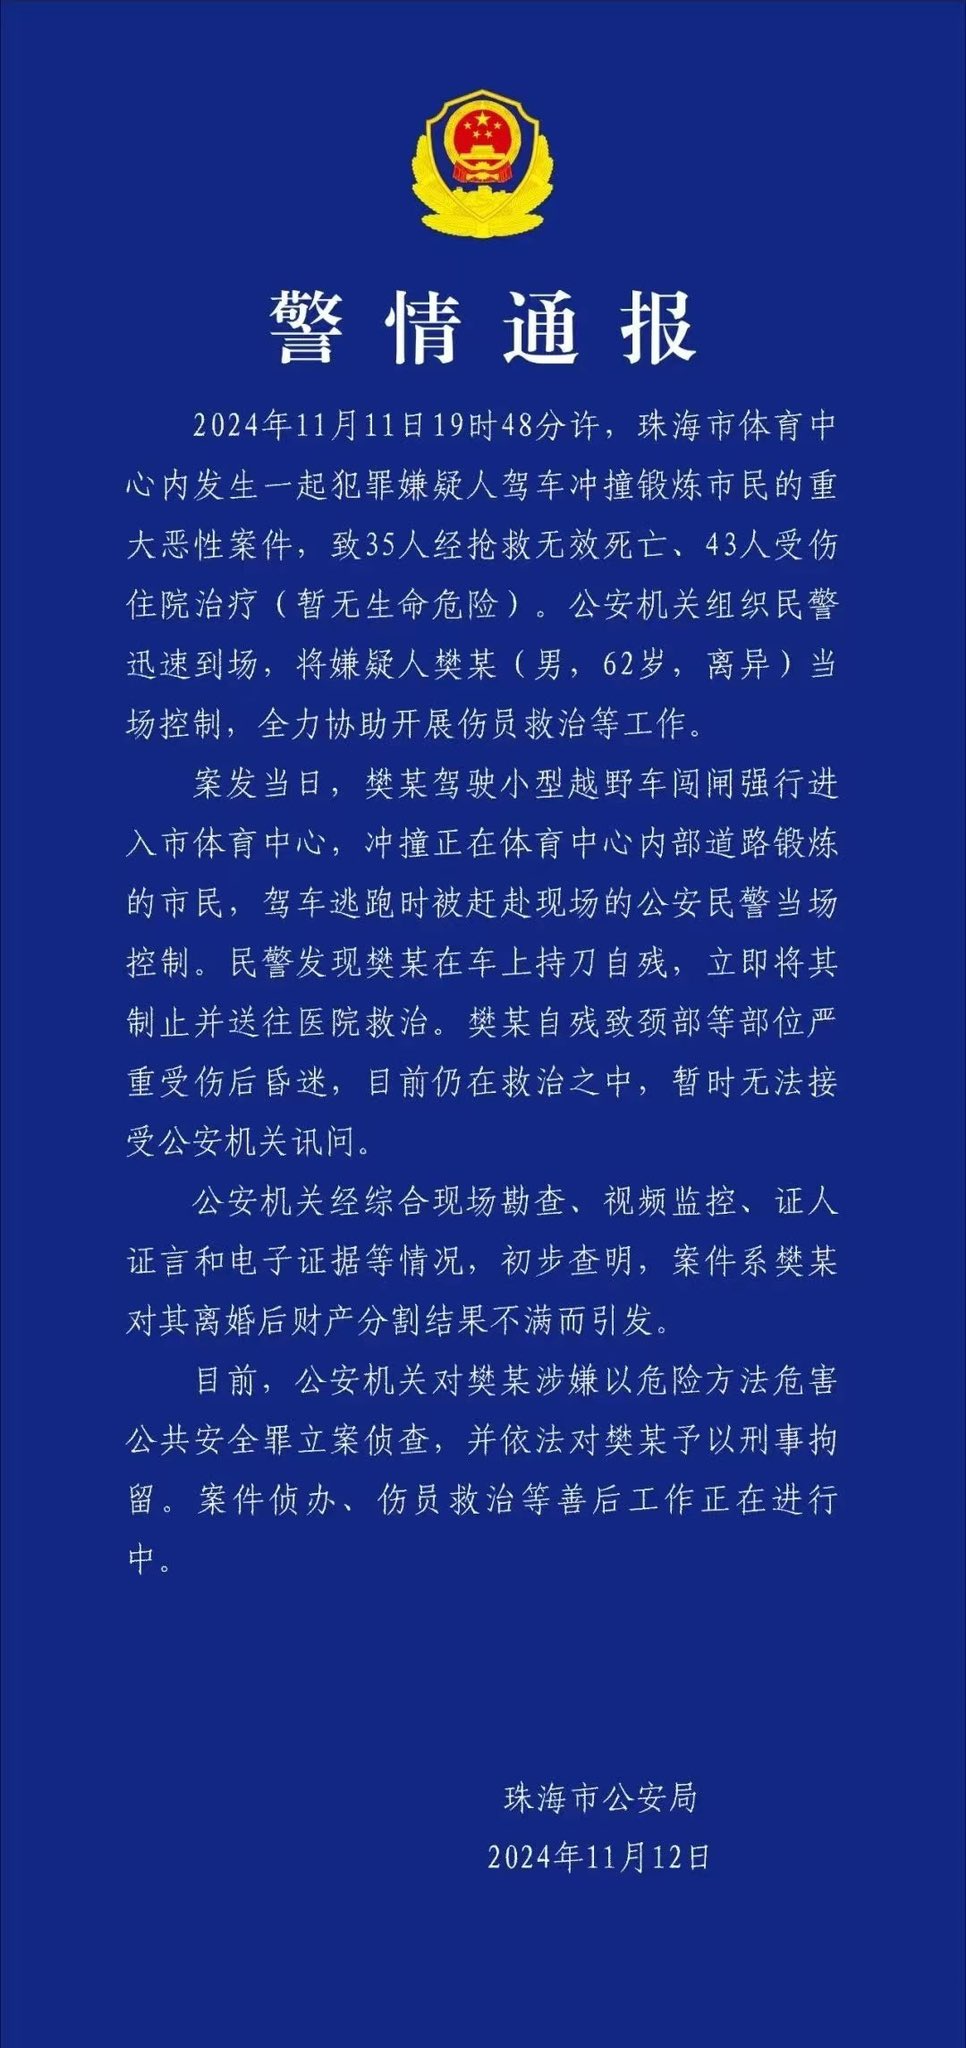 警情通报
2024年11月11日19时48分许，珠海市体育中
心内发生一起犯罪嫌疑人驾车冲撞锻炼市民的重
大恶性案件，致35人经抢救无效死亡、43人受伤
住院治疗（暂无生命危险）。公安机关组织民警
迅速到场，将嫌疑人樊某（男，62岁，离异）当
场控制，全力协助开展伤员救治等工作。
案发当日，樊某驾驶小型越野车闯闸强行进
入市体育中心，冲撞正在体育中心内部道路锻炼
的市民，驾车逃跑时被赶赴现场的公安民警当场
控制。民警发现樊某在车上持刀自残，立即将其
制止并送往医院救治。樊某自残致颈部等部位严
重受伤后昏迷，目前仍在救治之中，暂时无法接
受公安机关讯问。
公安机关经综合现场勘查、视频监控、证人
证言和电子证据等情况，初步查明，案件系樊某
对其离婚后财产分割结果不满而引发。
目前，公安机关对樊某涉嫌以危险方法危害
公共安全罪立案侦查，并依法对樊某予以刑事拘
留。案件侦办、伤员救治等善后工作正在进行
中。
珠海市公安局
2024年11月12日